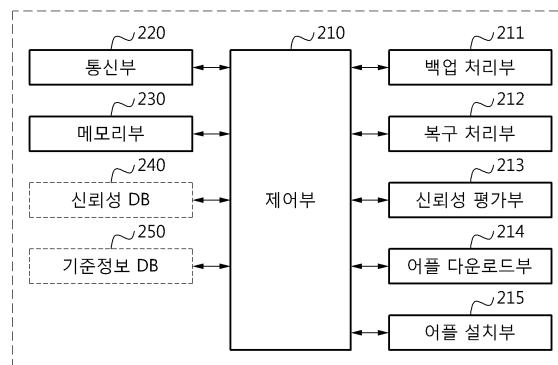 220
통신부
230
메모리부
240
신뢰성 DB
250
기준정보 DB
210
제어부
211
백업 처리부
212
복구 처리부
213
신뢰성 평가부
214
어플 다운로드부
215
어플 설치부